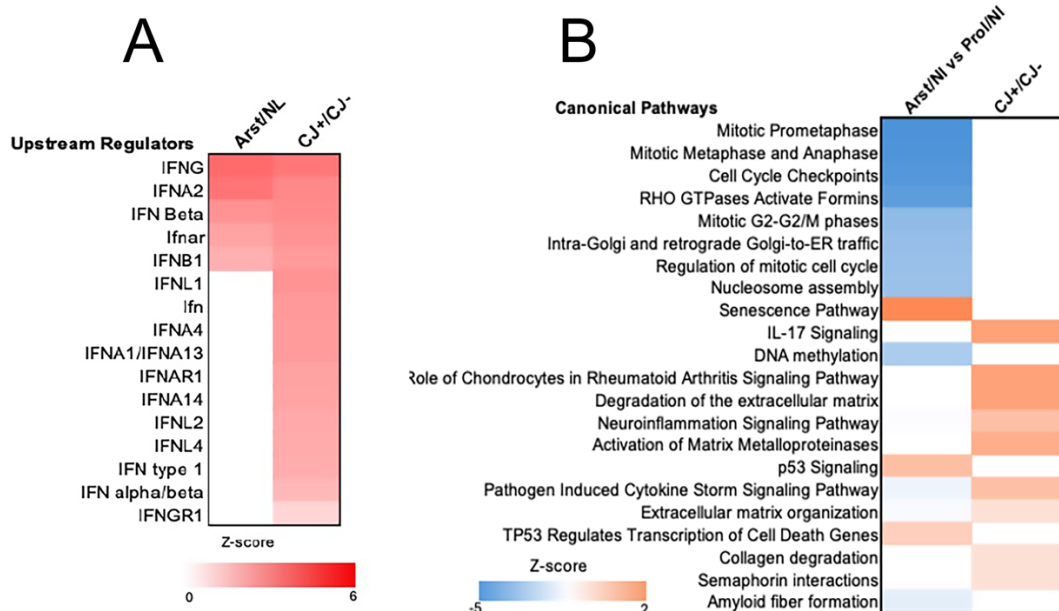 A
B
Arst/NL
CJ+/CJ-
Upstream Regulators
IFNG
IFNA2
IFN Beta
Ifnar
IFNB1
IFNL1
Ifn
IFNA4
IFNA1/IFNA13
IFNAR1
IFNA14
IFNL2
IFNL4
IFN type 1
IFN alpha/beta
IFNGR1
Z-score
0
6
Arst/NI vs Prol/NI
CJ+/CJ-
Canonical Pathways
Mitotic Prometaphase
Mitotic Metaphase and Anaphase
Cell Cycle Checkpoints
RHO GTPases Activate Formins
Mitotic G2-G2/M phases
Intra-Golgi and retrograde Golgi-to-ER traffic
Regulation of mitotic cell cycle
Nucleosome assembly
Senescence Pathway
IL-17 Signaling
DNA methylation
Role of Chondrocytes in Rheumatoid Arthritis Signaling Pathway
Degradation of the extracellular matrix
Neuroinflammation Signaling Pathway
Activation of Matrix Metalloproteinases
p53 Signaling
Pathogen Induced Cytokine Storm Signaling Pathway
Extracellular matrix organization
TP53 Regulates Transcription of Cell Death Genes
Collagen degradation
Semaphorin interactions
Amyloid fiber formation
Z-score
-5
2